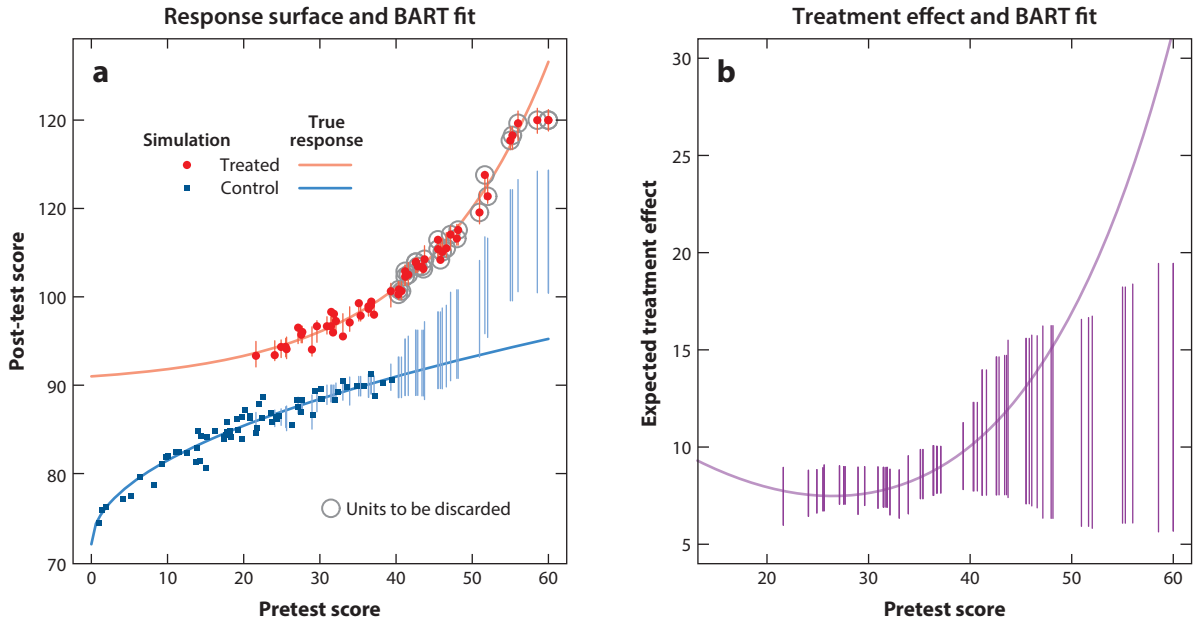 Response surface and BART fit
a
Simulation
True response
Treated
Control
Units to be discarded
Post-test score
120
120
100
90
80
70
0 10 20 30 40 50 60
Pretest score
Treatment effect and BART fit
b
Expected treatment effect
30
25
20
15
10
5
20 30 40 50 60
Pretest score